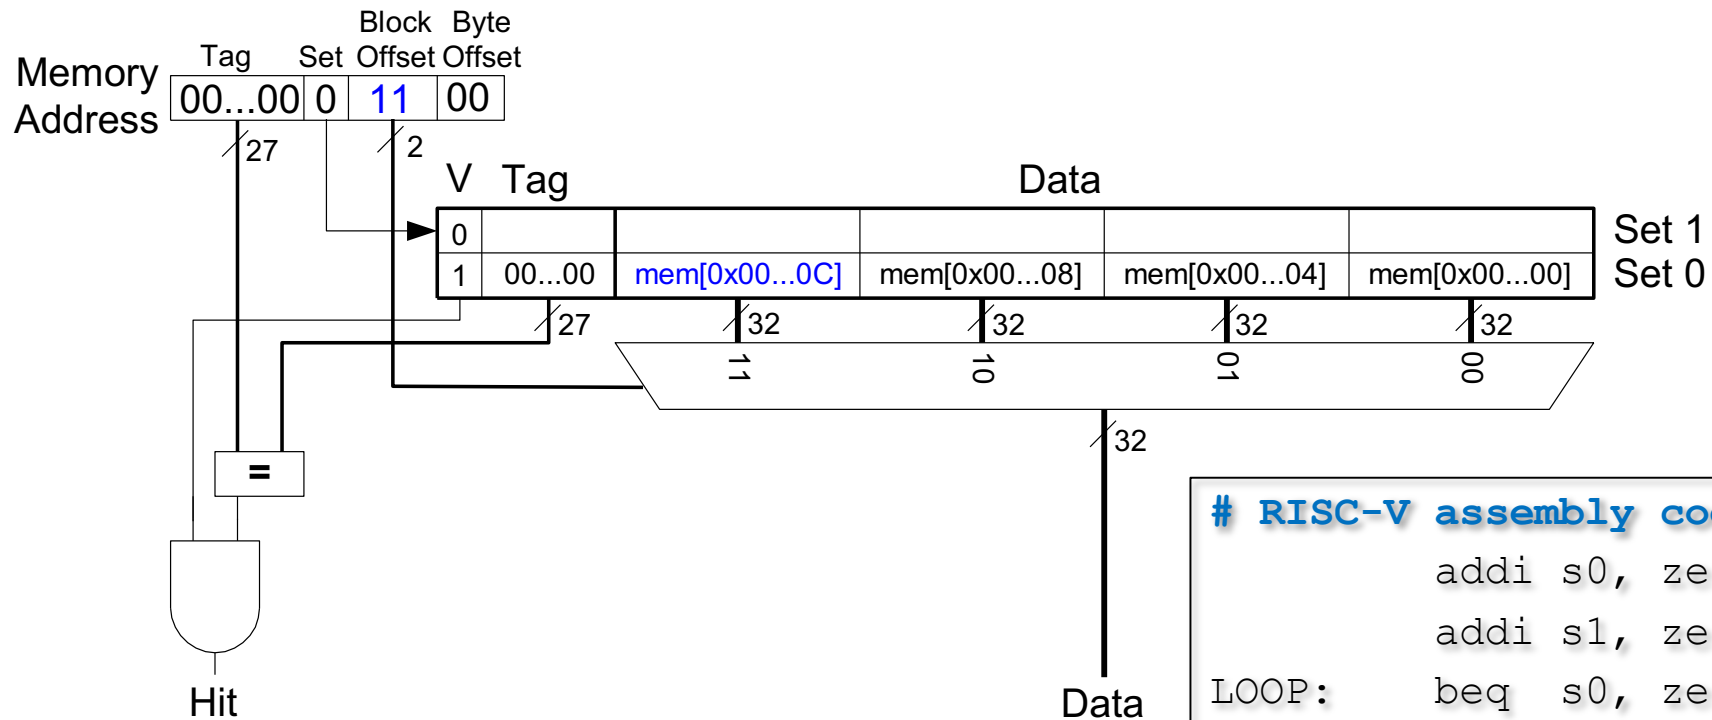 Block Byte
Tag Set Offset Offset
Memory Address
00...00 0 11 00
27 2
V Tag Data
0 Set 1
1 00...00 mem[0x00...0C] mem[0x00...08] mem[0x00...04] mem[0x00...00] Set 0
27 32 32 32 32
11 10 01 00
32
=
# RISC-V assembly
addi s0,
addi s1,
LOOP: beq s0,
Hit Data